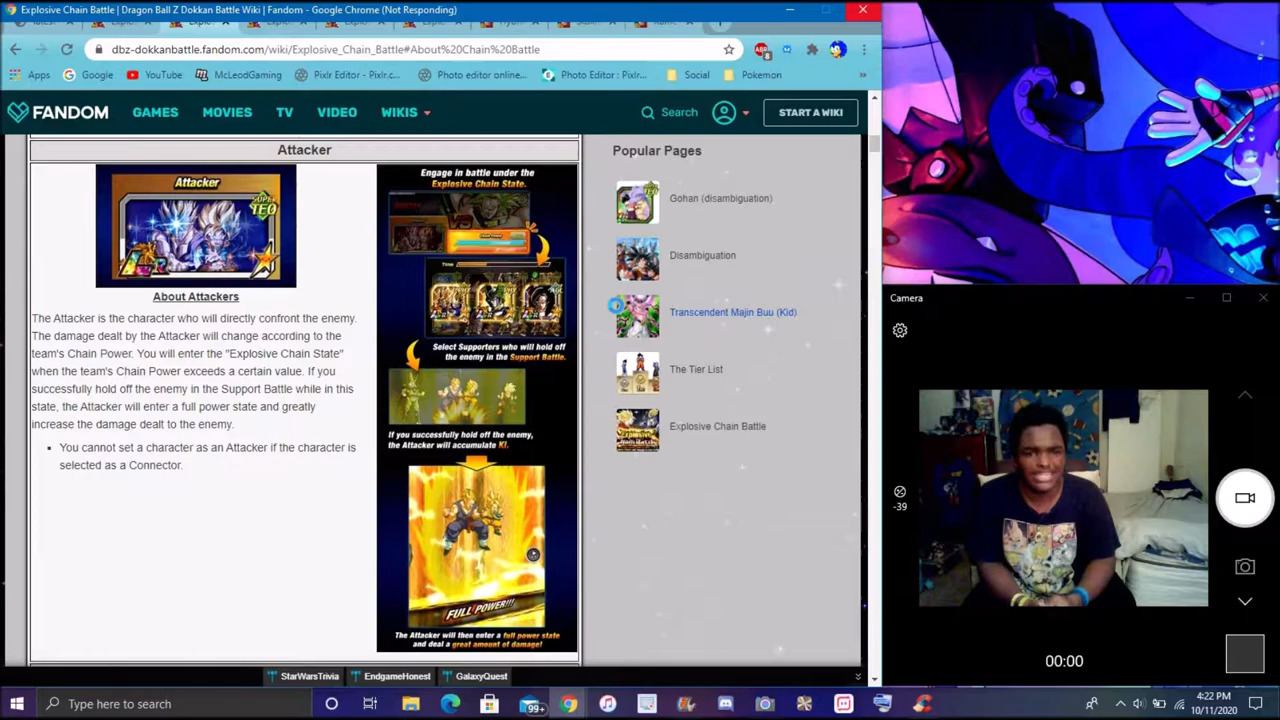 Explosive Chain Battle | Dragon Ball Z Dokkan Battle Wiki | Fandom - Google Chrome (Not Responding)
dbz-dokkanbattle.fandom.com/wiki/Explosive_Chain_Battle#About%20Chain%20Battle
ABP
8
Apps
Google
YouTube
McLeodGaming
Pixlr Editor - Pixlr.c...
Photo editor online...
Photo Editor : Pixlr...
Social
Pokemon
»
FANDOM
GAMES
MOVIES
TV
VIDEO
WIKIS
Search
START A WIKI
Attacker
Attacker
SUPER
TEQ
About Attackers
The Attacker is the character who will directly confront the enemy.
The damage dealt by the Attacker will change according to the
team's Chain Power. You will enter the "Explosive Chain State"
when the team's Chain Power exceeds a certain value. If you
successfully hold off the enemy in the Support Battle while in this
state, the Attacker will enter a full power state and greatly
increase the damage dealt to the enemy.
• You cannot set a character as an Attacker if the character is
selected as a Connector.
Engage in battle under the
Explosive Chain State.
Time
Select Supporters who will hold off
the enemy in the Support Battle.
If you successfully hold off the enemy,
the Attacker will accumulate KI.
FULL POWER!!!
The Attacker will then enter a full power state
and deal a great amount of damage!
Popular Pages
Gohan (disambiguation)
Disambiguation
Transcendent Majin Buu (Kid)
The Tier List
Explosive Chain Battle
StarWarsTrivia
EndgameHonest
GalaxyQuest
Camera
-39
00:00
Type here to search
99+
4:22 PM
10/11/2020